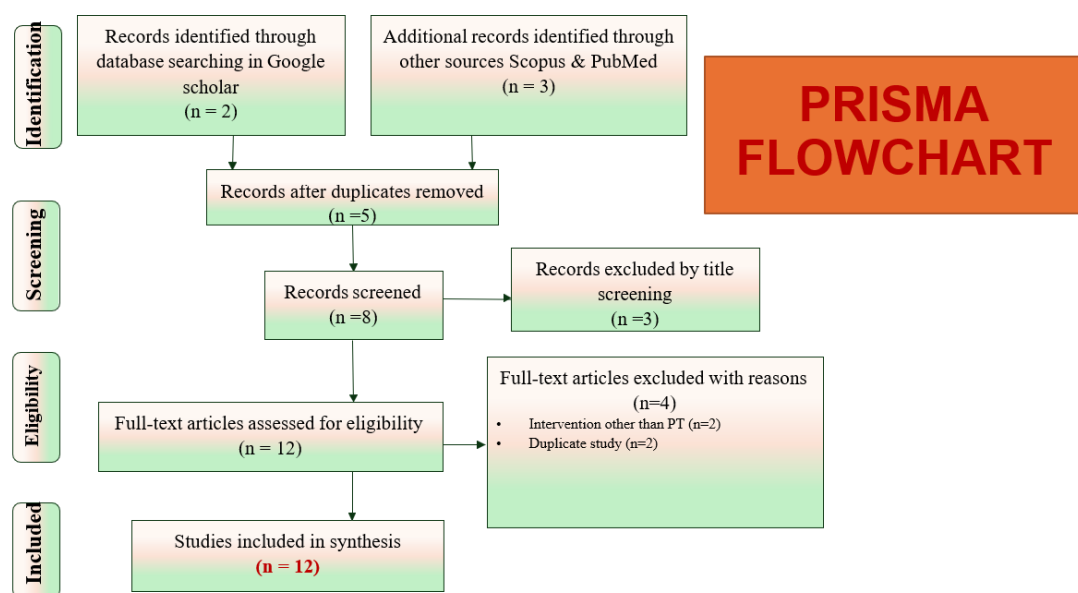 Identification
Records identified through
database searching in Google
scholar
(n = 2)
Additional records identified through
other sources Scopus & PubMed
(n = 3)
PRISMA
FLOWCHART
Records after duplicates removed
(n =5)
Screening
Records screened
(n =8)
Records excluded by title
screening
(n =3)
Eligibility
Full-text articles assessed for eligibility
(n = 12)
Full-text articles excluded with reasons
(n=4)
• Intervention other than PT (n=2)
• Duplicate study (n=2)
Included
Studies included in synthesis
(n = 12)